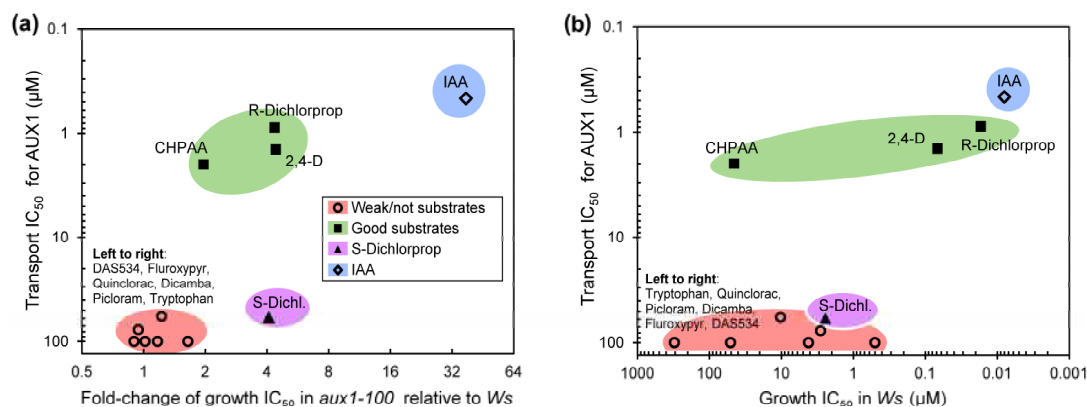 (a)
0.1
1
10
100
Transport IC50 for AUX1 (µM)
IAA
R-Dichlorprop
CHPAA
2,4-D
Weak/not substrates
Good substrates
S-Dichlorprop
IAA
Left to right:
DAS534, Fluroxypyr,
Quinclorac, Dicamba,
Picloram, Tryptophan
S-Dichl.
0.5 1 2 4 8 16 32 64
Fold-change of growth IC50 in aux1-100 relative to Ws
(b)
0.1
1
10
100
Transport IC50 for AUX1 (µM)
IAA
CHPAA
2,4-D
R-Dichlorprop
Left to right:
Tryptophan, Quinclorac,
Picloram, Dicamba,
Fluroxypyr, DAS534
S-Dichl.
1000 100 10 1 0.1 0.01 0.001
Growth IC50 in Ws (µM)